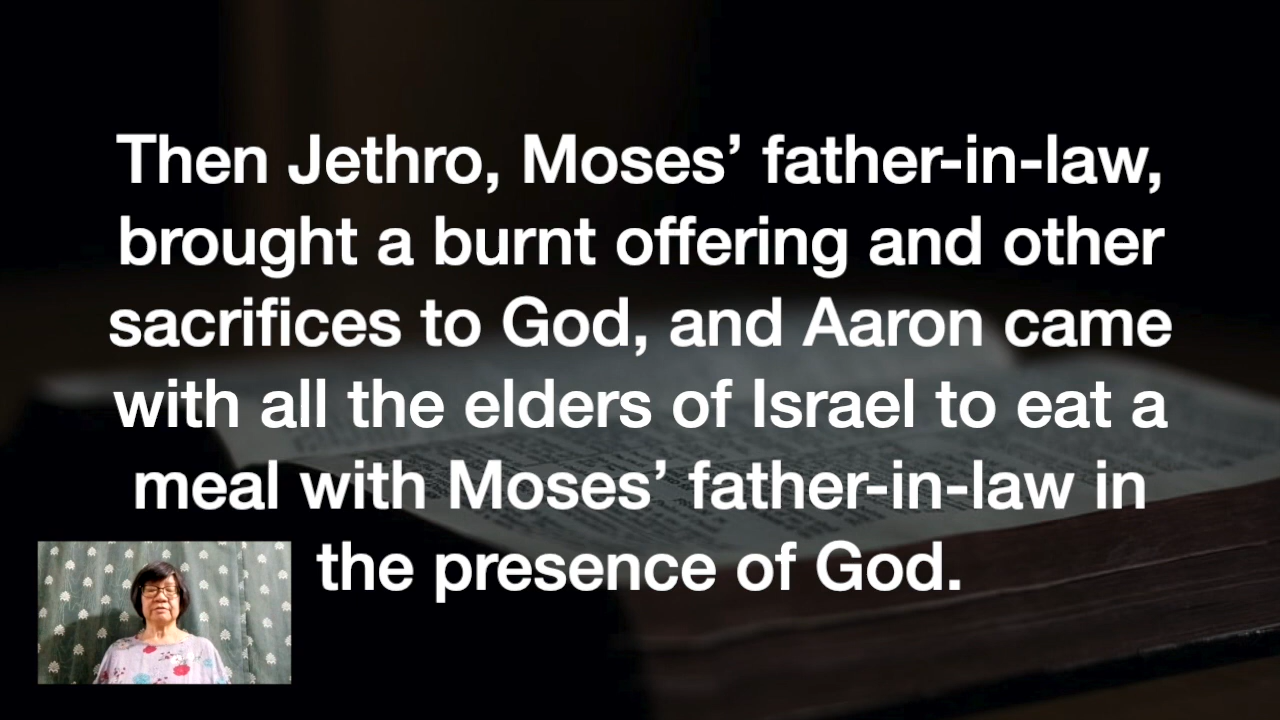 Then Jethro, Moses’ father-in-law,
brought a burnt offering and other
sacrifices to God, and Aaron came
with all the elders of Israel to eat a
meal with Moses’ father-in-law in
the presence of God.